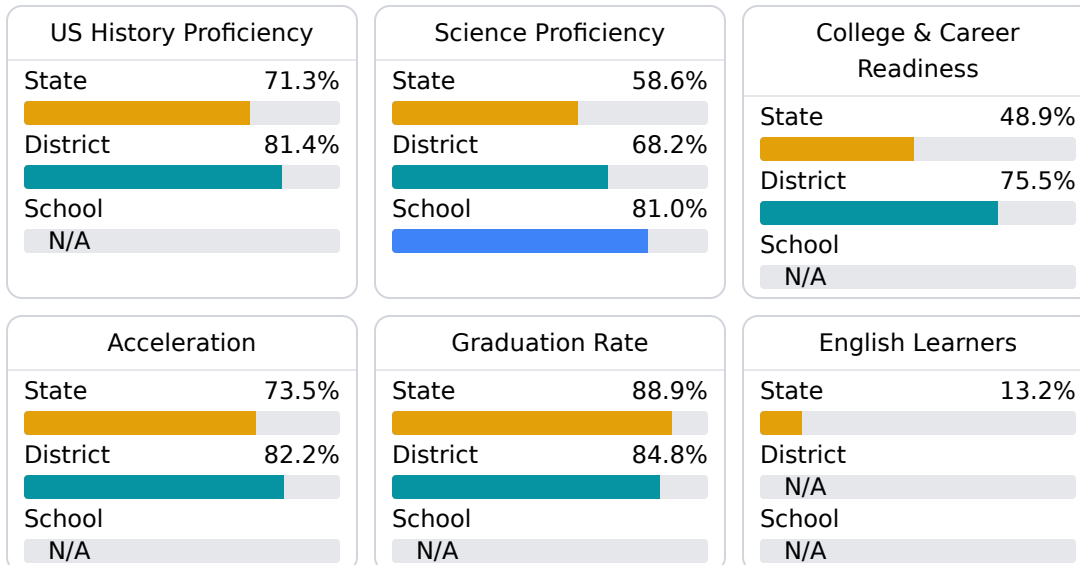 US History Proficiency
State 71.3%
District 81.4%
School
N/A
Science Proficiency
State 58.6%
District 68.2%
School 81.0%
College & Career
Readiness
State 48.9%
District 75.5%
School
N/A
Acceleration
State 73.5%
District 82.2%
School
N/A
Graduation Rate
State 88.9%
District 84.8%
School
N/A
English Learners
State 13.2%
District
N/A
School
N/A